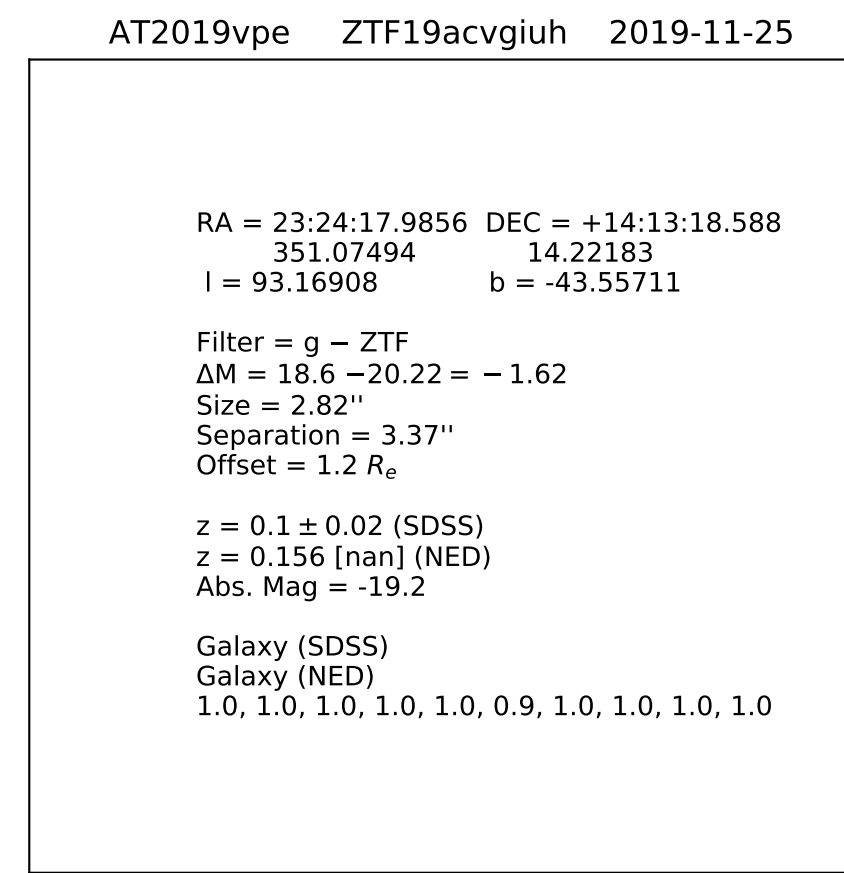 AT2019vpe ZTF19acvgiuh 2019-11-25
RA = 23:24:17.9856 DEC = +14:13:18.588
351.07494 14.22183
l = 93.16908 b = -43.55711
Filter = g − ZTF
ΔM = 18.6 −20.22 = − 1.62
Size = 2.82''
Separation = 3.37''
Offset = 1.2 Rₑ
z = 0.1 ± 0.02 (SDSS)
z = 0.156 [nan] (NED)
Abs. Mag = -19.2
Galaxy (SDSS)
Galaxy (NED)
1.0, 1.0, 1.0, 1.0, 1.0, 0.9, 1.0, 1.0, 1.0, 1.0